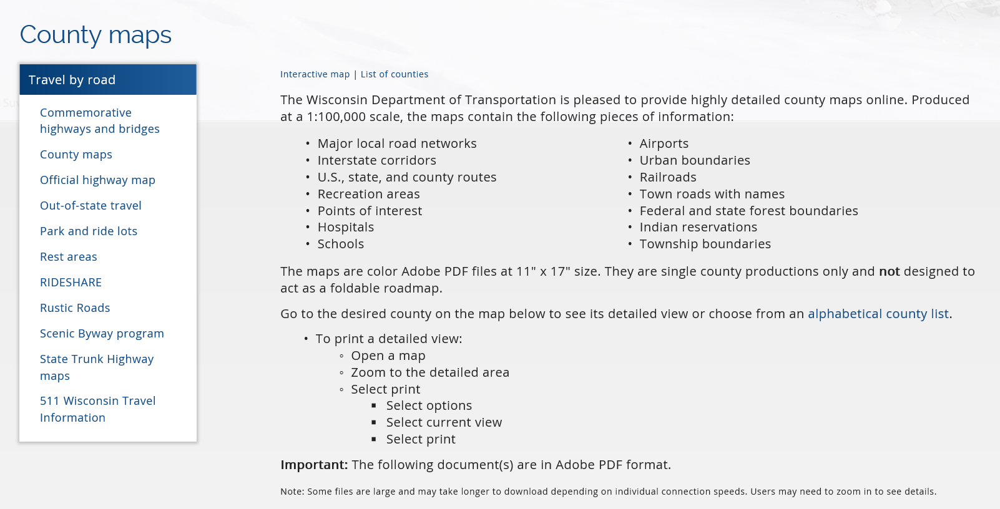 County maps
Travel by road
Commemorative
highways and bridges
County maps
Official highway map
Out-of-state travel
Park and ride lots
Rest areas
RIDESHARE
Rustic Roads
Scenic Byway program
State Trunk Highway
maps
511 Wisconsin Travel
Information
Interactive map | List of counties
The Wisconsin Department of Transportation is pleased to provide highly detailed county maps online. Produced
at a 1:100,000 scale, the maps contain the following pieces of information:
• Major local road networks
• Interstate corridors
• U.S., state, and county routes
• Recreation areas
• Points of interest
• Hospitals
• Schools
• Airports
• Urban boundaries
• Railroads
• Town roads with names
• Federal and state forest boundaries
• Indian reservations
• Township boundaries
The maps are color Adobe PDF files at 11" x 17" size. They are single county productions only and not designed to
act as a foldable roadmap.
Go to the desired county on the map below to see its detailed view or choose from an alphabetical county list.
• To print a detailed view:
◦ Open a map
◦ Zoom to the detailed area
◦ Select print
▪ Select options
▪ Select current view
▪ Select print
Important: The following document(s) are in Adobe PDF format.
Note: Some files are large and may take longer to download depending on individual connection speeds. Users may need to zoom in to see details.